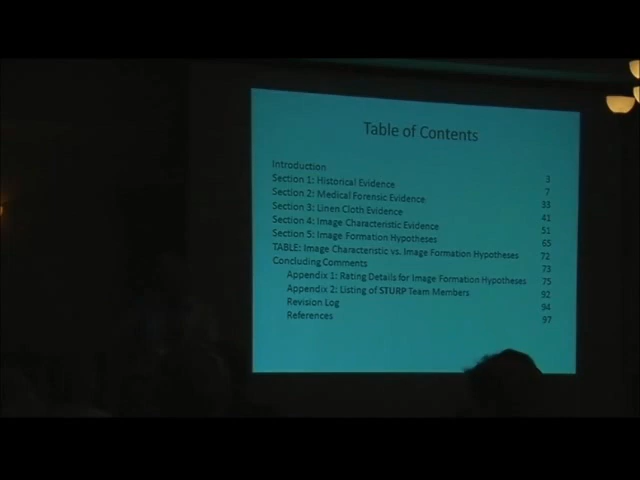 Table of Contents
Introduction 3
Section 1: Historical Evidence 7
Section 2: Medical Forensic Evidence 33
Section 3: Linen Cloth Evidence 41
Section 4: Image Characteristic Evidence 51
Section 5: Image Formation Hypotheses 65
TABLE: Image Characteristic vs. Image Formation Hypotheses 72
Concluding Comments 73
Appendix 1: Rating Details for Image Formation Hypotheses 75
Appendix 2: Listing of STURP Team Members 92
Revision Log 94
References 97